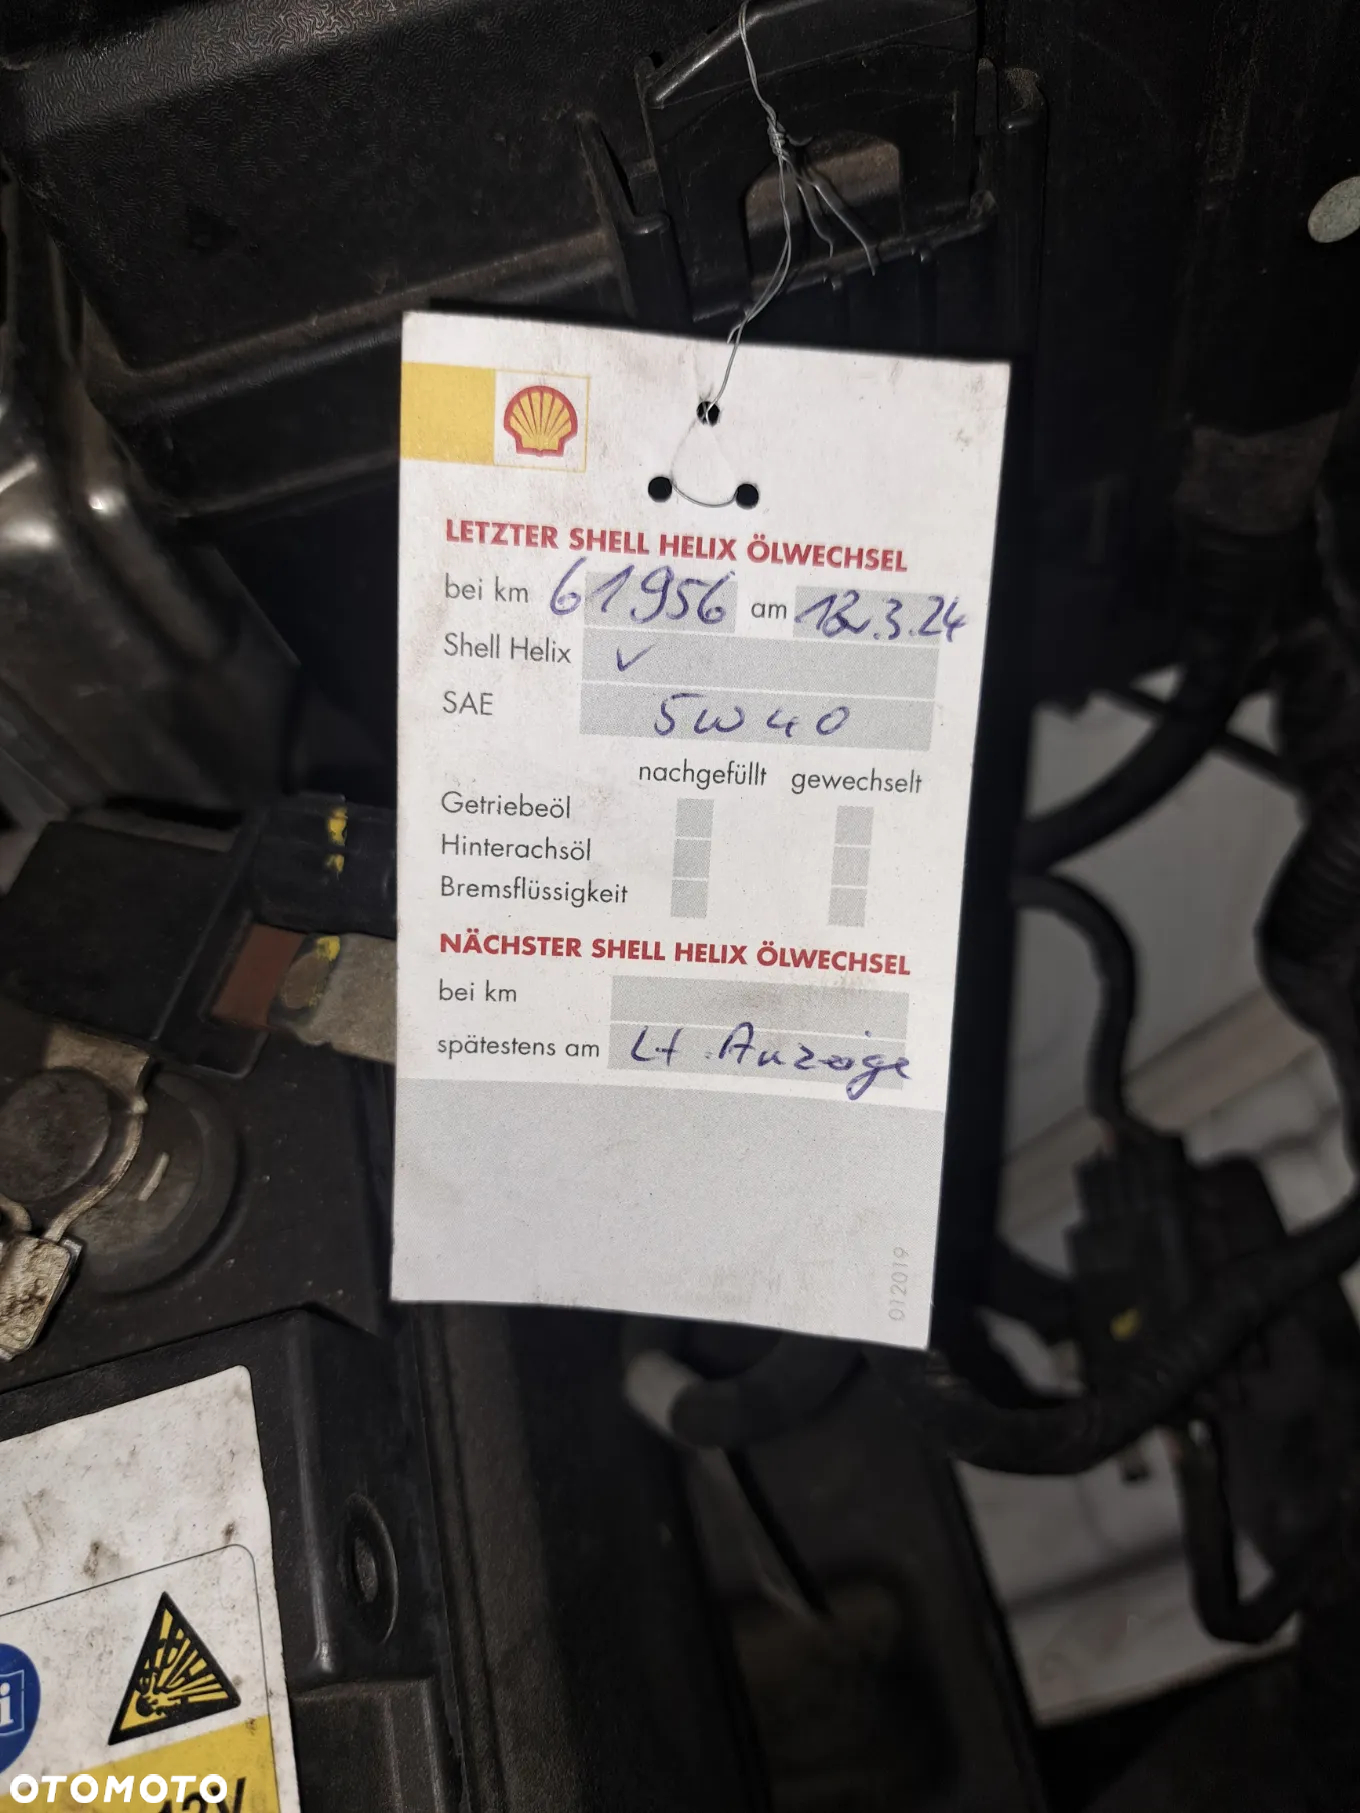 LETZTER SHELL HELIX ÖLWECHSEL
bei km 61956 am 12.3.24
Shell Helix ✓
SAE 5W40
nachgefüllt gewechselt
Getriebeöl
Hinterachsöl
Bremsflüssigkeit
NÄCHSTER SHELL HELIX ÖLWECHSEL
bei km
spätestens am Lt. Anzeige
012019
i
12V
OTOMOTO